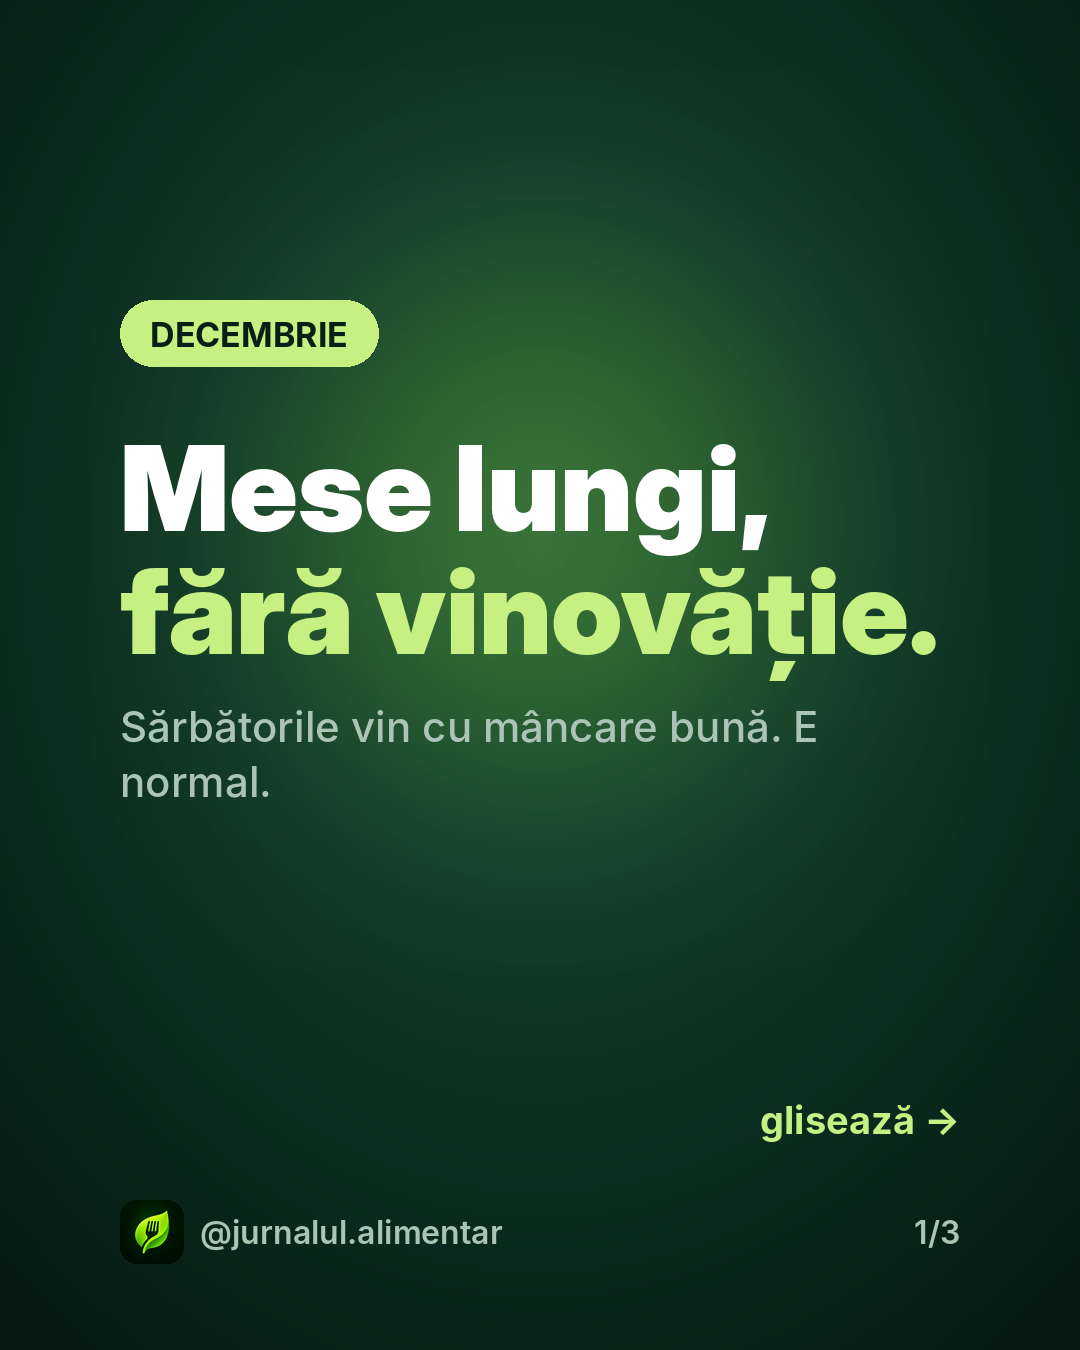 DECEMBRIE
Mese lungi,
fără vinovăție.
Sărbătorile vin cu mâncare bună. E
normal.
glisează →
@jurnalul.alimentar
1/3